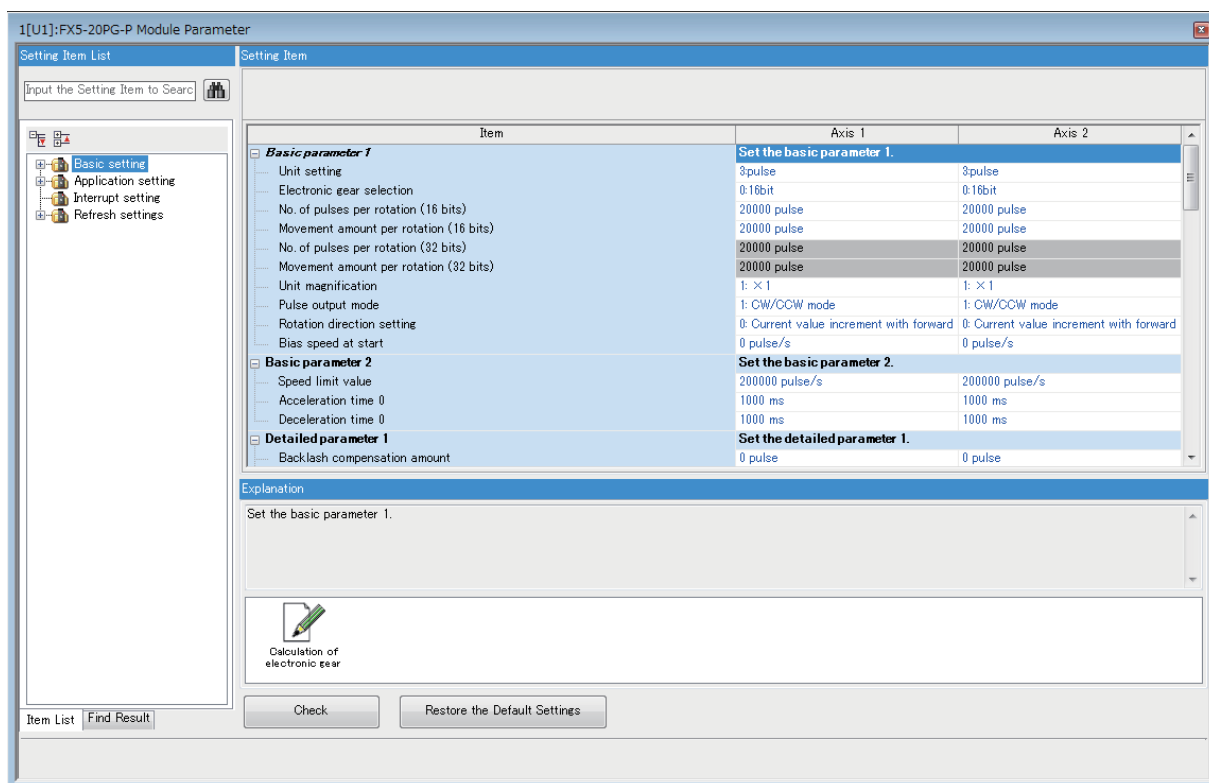 1[U1]:FX5-20PG-P Module Parameter
Setting Item List
Setting Item
Input the Setting Item to Searc
Item Axis 1 Axis 2
Basic setting
Application setting
Interrupt setting
Refresh settings
Basic parameter 1 Set the basic parameter 1.
Unit setting 3:pulse 3:pulse
Electronic gear selection 0:16bit 0:16bit
No. of pulses per rotation (16 bits) 20000 pulse 20000 pulse
Movement amount per rotation (16 bits) 20000 pulse 20000 pulse
No. of pulses per rotation (32 bits) 20000 pulse 20000 pulse
Movement amount per rotation (32 bits) 20000 pulse 20000 pulse
Unit magnification 1: ×1 1: ×1
Pulse output mode 1: CW/CCW mode 1: CW/CCW mode
Rotation direction setting 0: Current value increment with forward 0: Current value increment with forward
Bias speed at start 0 pulse/s 0 pulse/s
Basic parameter 2 Set the basic parameter 2.
Speed limit value 200000 pulse/s 200000 pulse/s
Acceleration time 0 1000 ms 1000 ms
Deceleration time 0 1000 ms 1000 ms
Detailed parameter 1 Set the detailed parameter 1.
Backlash compensation amount 0 pulse 0 pulse
Explanation
Set the basic parameter 1.
Calculation of
electronic gear
Item List Find Result
Check Restore the Default Settings